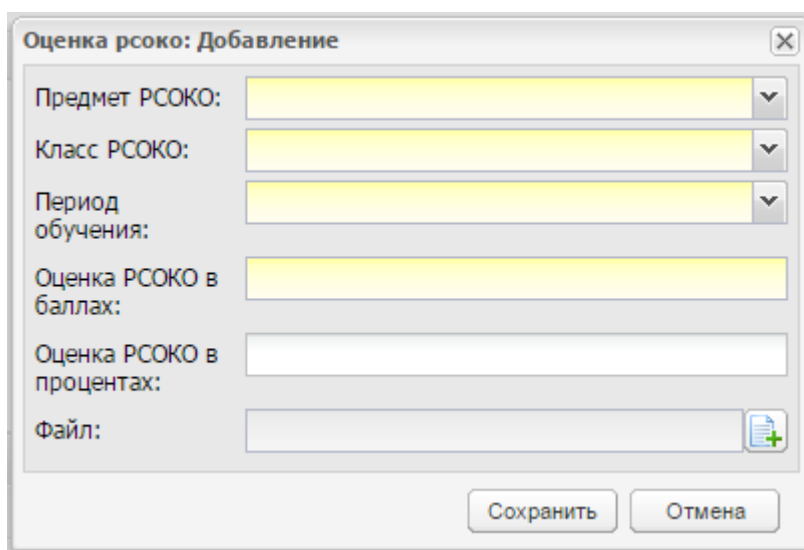 Оценка рсоко: Добавление
Предмет РСОКО:
Класс РСОКО:
Период
обучения:
Оценка РСОКО в
баллах:
Оценка РСОКО в
процентах:
Файл:
Сохранить
Отмена